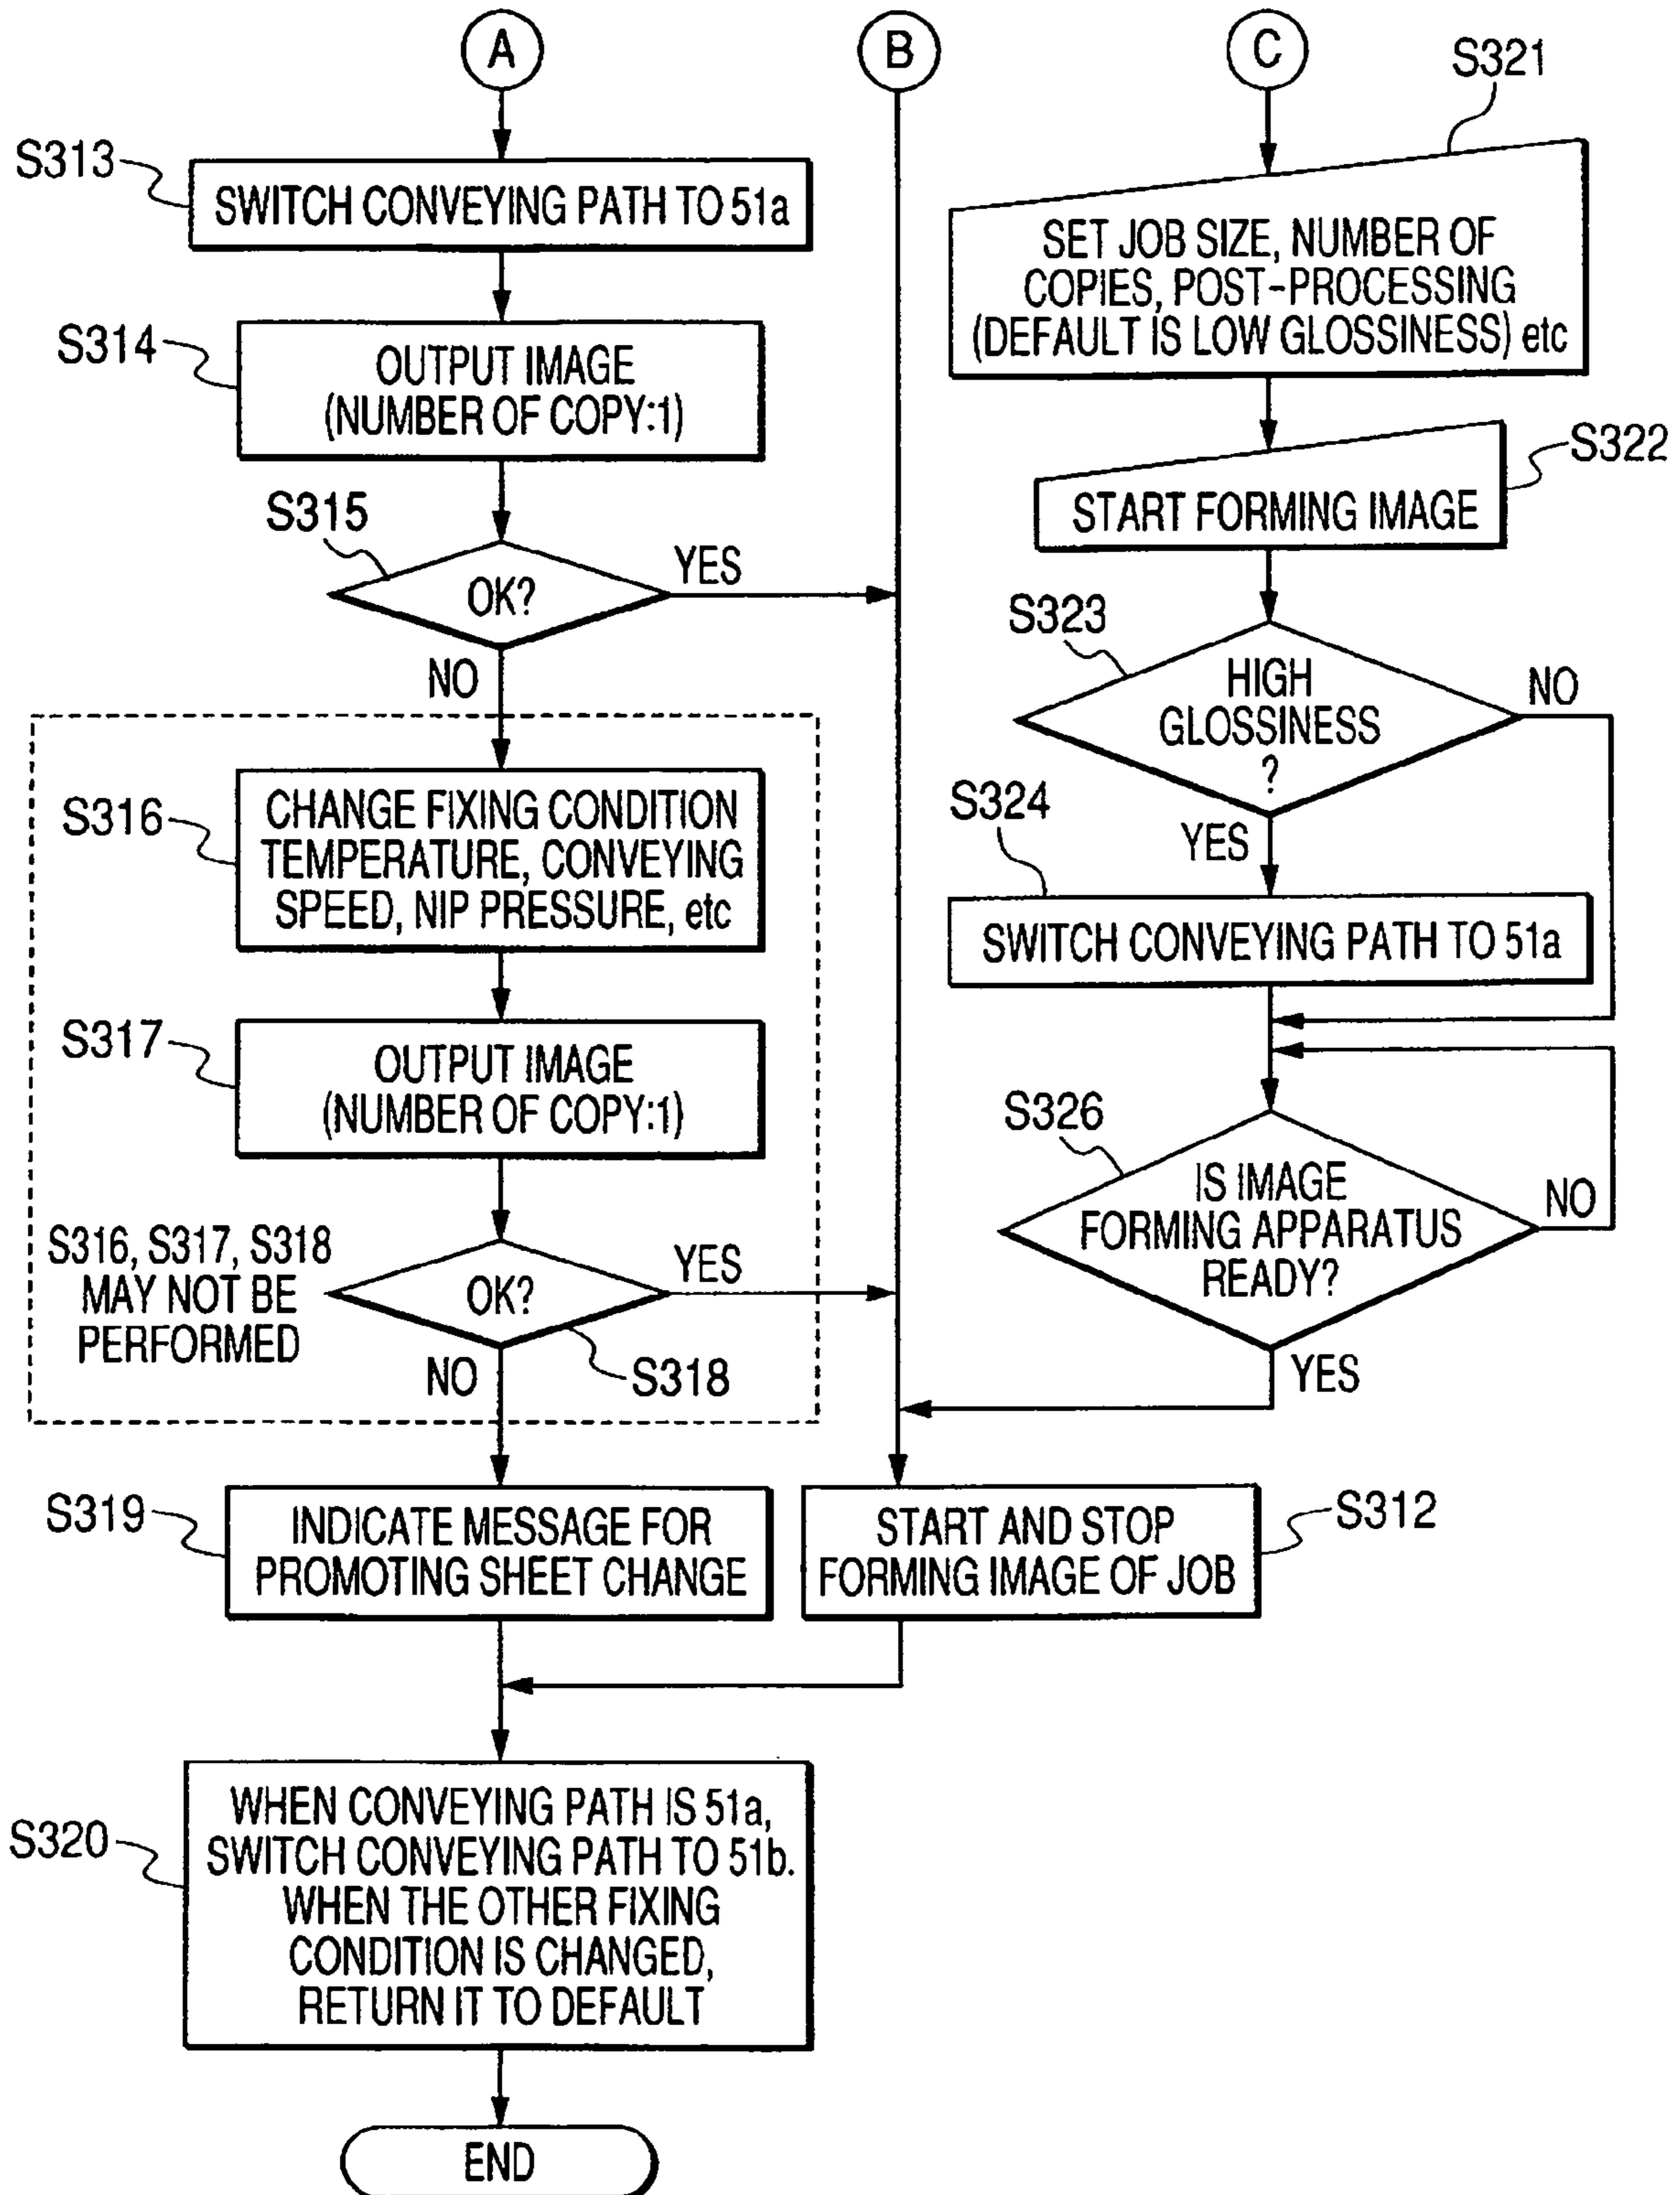 A
B
C
S313
SWITCH CONVEYING PATH TO 51a
S314
OUTPUT IMAGE
(NUMBER OF COPY:1)
S315
OK?
YES
NO
S316
CHANGE FIXING CONDITION
TEMPERATURE, CONVEYING
SPEED, NIP PRESSURE, etc
S317
OUTPUT IMAGE
(NUMBER OF COPY:1)
S316, S317, S318
MAY NOT BE
PERFORMED
OK?
YES
S318
NO
S319
INDICATE MESSAGE FOR
PROMOTING SHEET CHANGE
S321
SET JOB SIZE, NUMBER OF
COPIES, POST-PROCESSING
(DEFAULT IS LOW GLOSSINESS) etc
S322
START FORMING IMAGE
S323
HIGH
GLOSSINESS
?
NO
YES
S324
SWITCH CONVEYING PATH TO 51a
S326
IS IMAGE
FORMING APPARATUS
READY?
NO
YES
S312
START AND STOP
FORMING IMAGE OF JOB
S320
WHEN CONVEYING PATH IS 51a,
SWITCH CONVEYING PATH TO 51b.
WHEN THE OTHER FIXING
CONDITION IS CHANGED,
RETURN IT TO DEFAULT
END